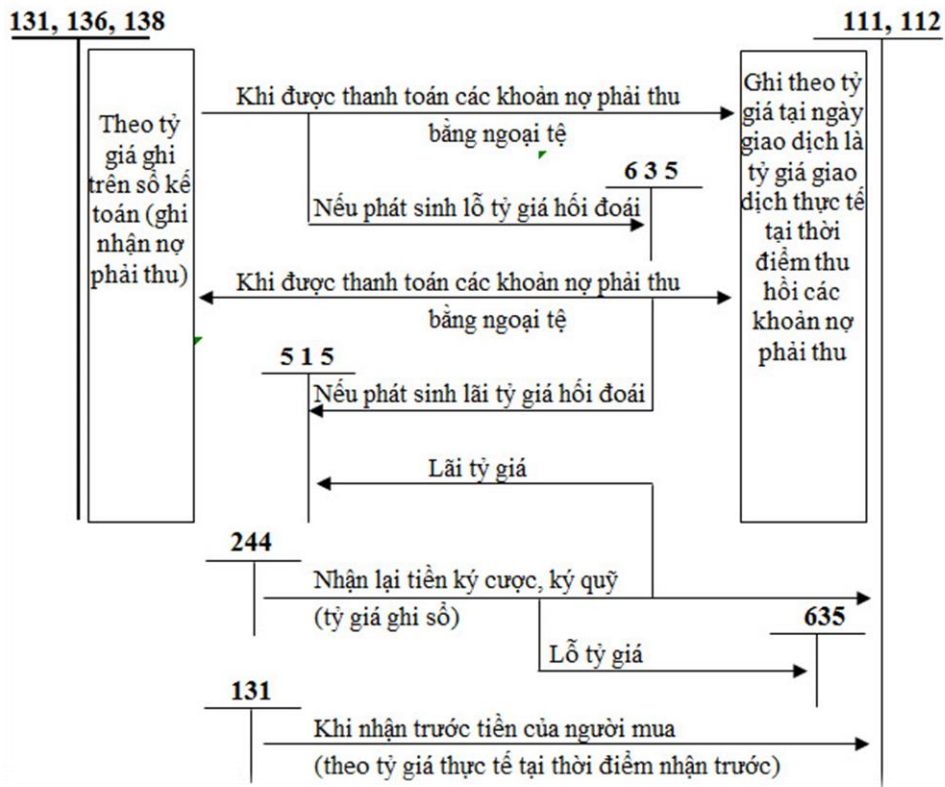 131, 136, 138
111, 112
Theo tỷ
giá ghi
trên sổ kế
toán (ghi
nhận nợ
phải thu)
Khi được thanh toán các khoản nợ phải thu
bằng ngoại tệ
6 3 5
Nếu phát sinh lỗ tỷ giá hối đoái
Khi được thanh toán các khoản nợ phải thu
bằng ngoại tệ
5 1 5
Nếu phát sinh lãi tỷ giá hối đoái
Lãi tỷ giá
Ghi theo tỷ
giá tại ngày
giao dịch là
tỷ giá giao
dịch thực tế
tại thời
điểm thu
hồi các
khoản nợ
phải thu
244
Nhận lại tiền ký cược, ký quỹ
(tỷ giá ghi sổ)
635
Lỗ tỷ giá
131
Khi nhận trước tiền của người mua
(theo tỷ giá thực tế tại thời điểm nhận trước)